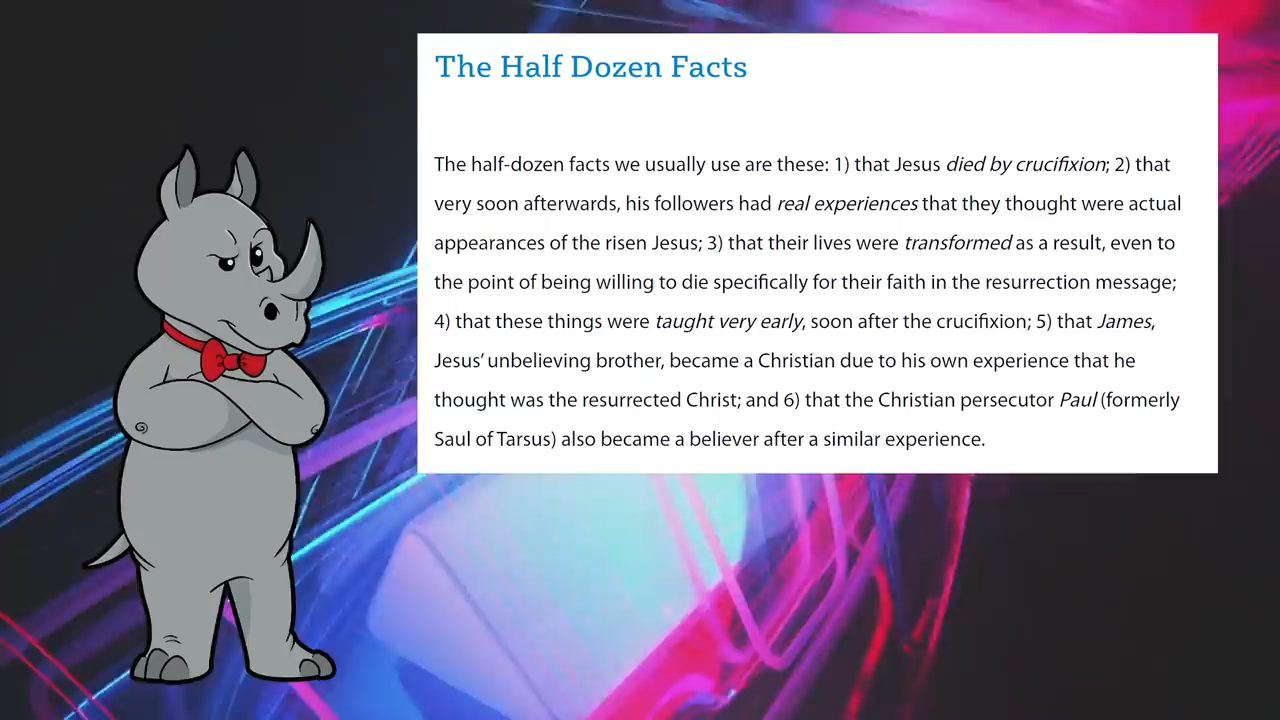 The Half Dozen Facts
The half-dozen facts we usually use are these: 1) that Jesus died by crucifixion; 2) that
very soon afterwards, his followers had real experiences that they thought were actual
appearances of the risen Jesus; 3) that their lives were transformed as a result, even to
the point of being willing to die specifically for their faith in the resurrection message;
4) that these things were taught very early, soon after the crucifixion; 5) that James,
Jesus' unbelieving brother, became a Christian due to his own experience that he
thought was the resurrected Christ; and 6) that the Christian persecutor Paul (formerly
Saul of Tarsus) also became a believer after a similar experience.